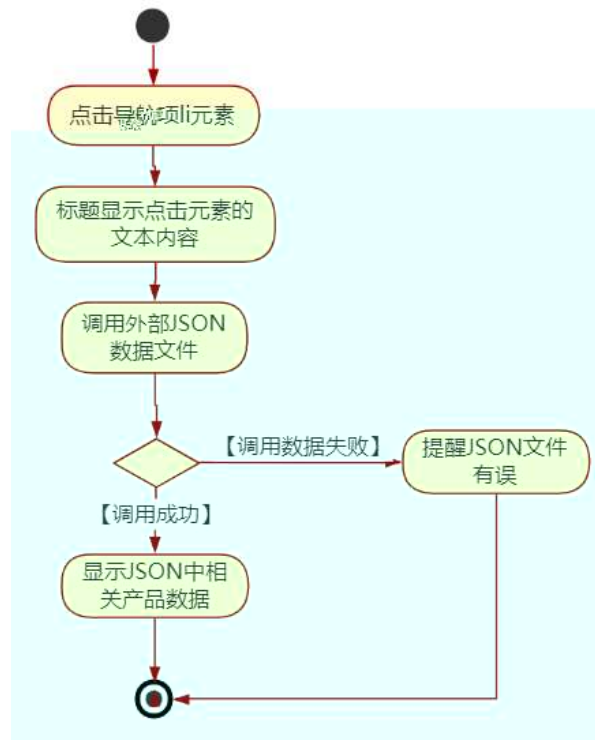 点击导航项li元素
标题显示点击元素的
文本内容
调用外部JSON
数据文件
【调用数据失败】
提醒JSON文件
有误
【调用成功】
显示JSON中相
关产品数据